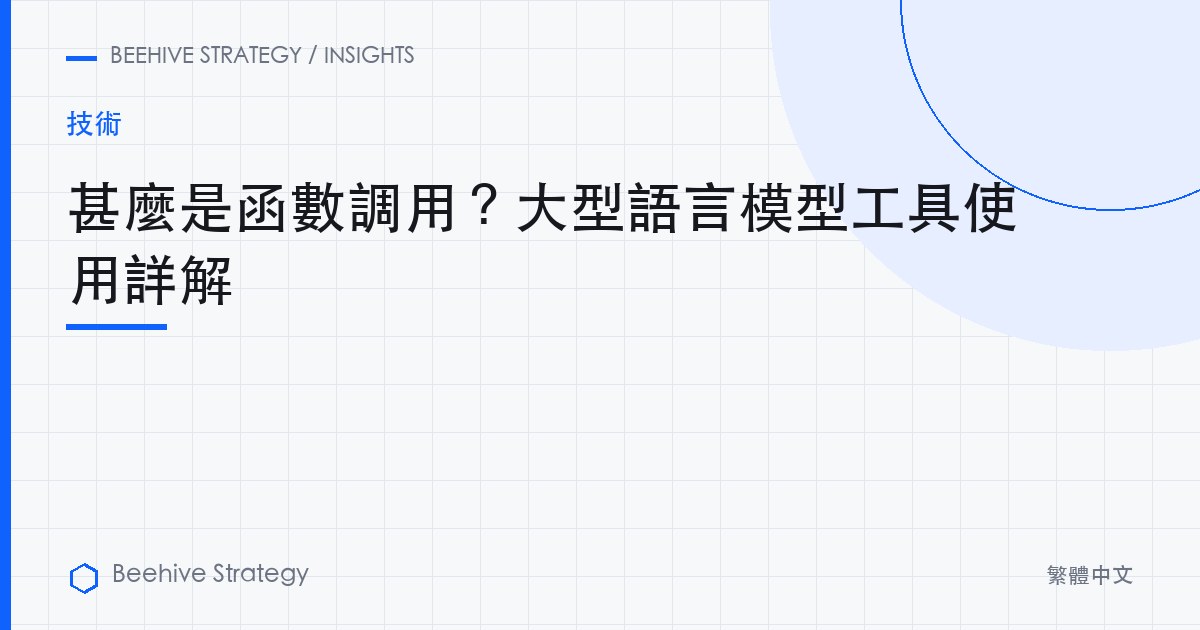 BEEHIVE STRATEGY / INSIGHTS
技術
甚麼是函數調用？大型語言模型工具使
用詳解
Beehive Strategy
繁體中文